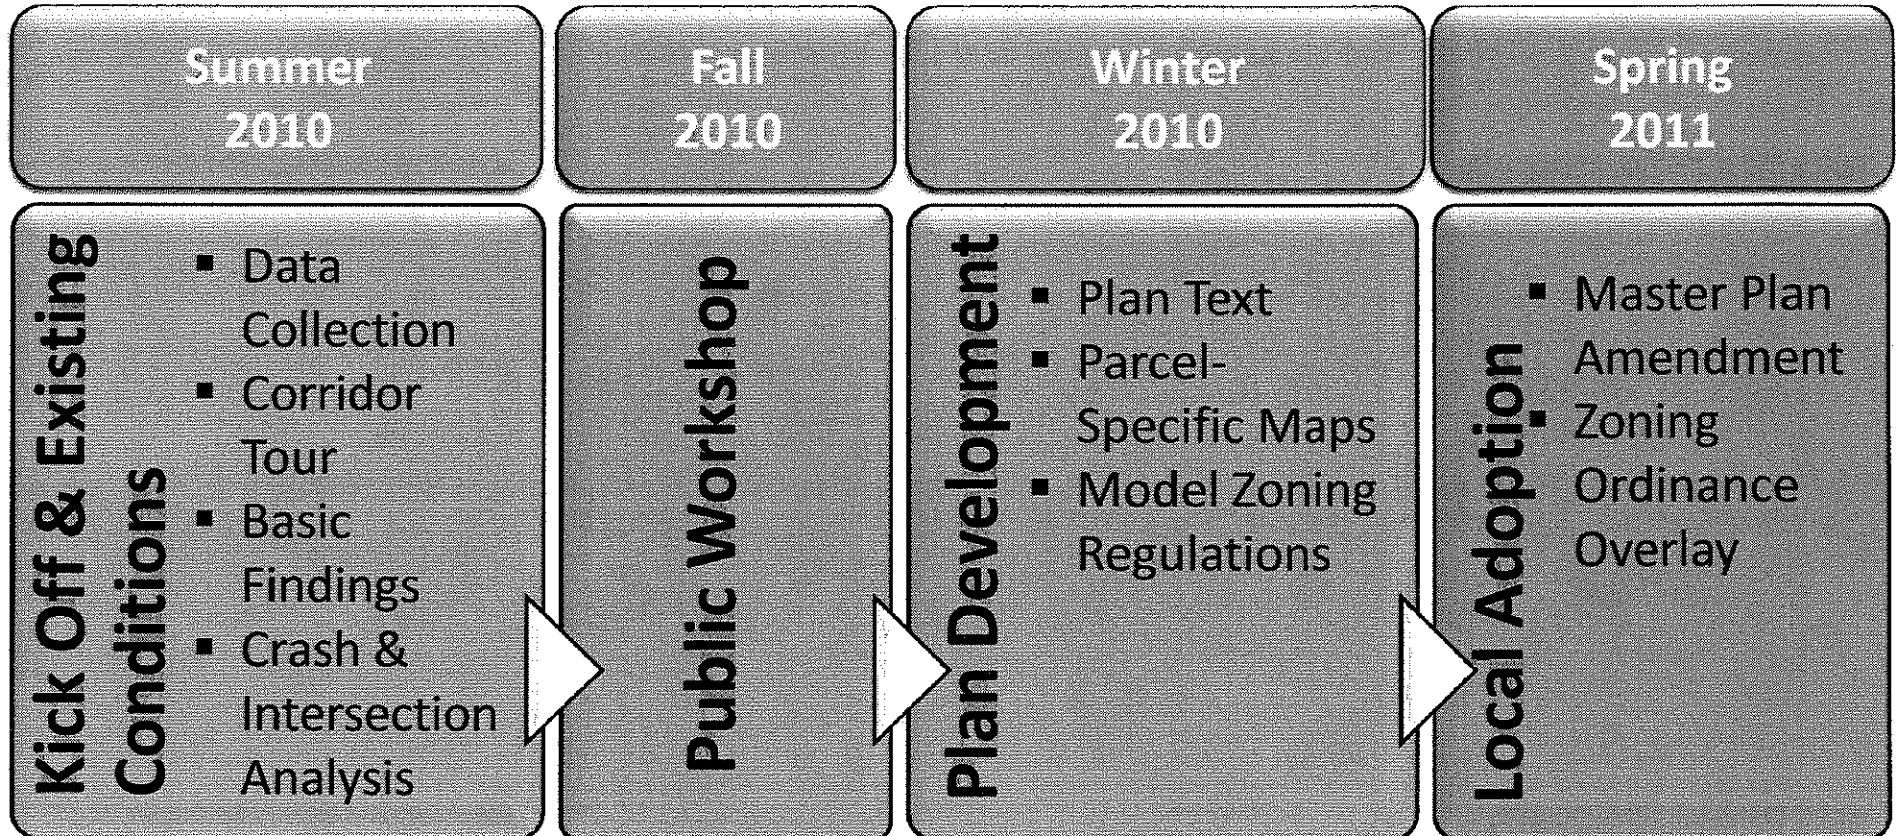 Summer
2010
Fall
2010
Winter
2010
Spring
2011
Kick Off & Existing
Conditions
▪ Data
Collection
▪ Corridor
Tour
▪ Basic
Findings
▪ Crash &
Intersection
Analysis
Public Workshop
Plan Development
▪ Plan Text
▪ Parcel-
Specific Maps
▪ Model Zoning
Regulations
Local Adoption
▪ Master Plan
Amendment
▪ Zoning
Ordinance
Overlay